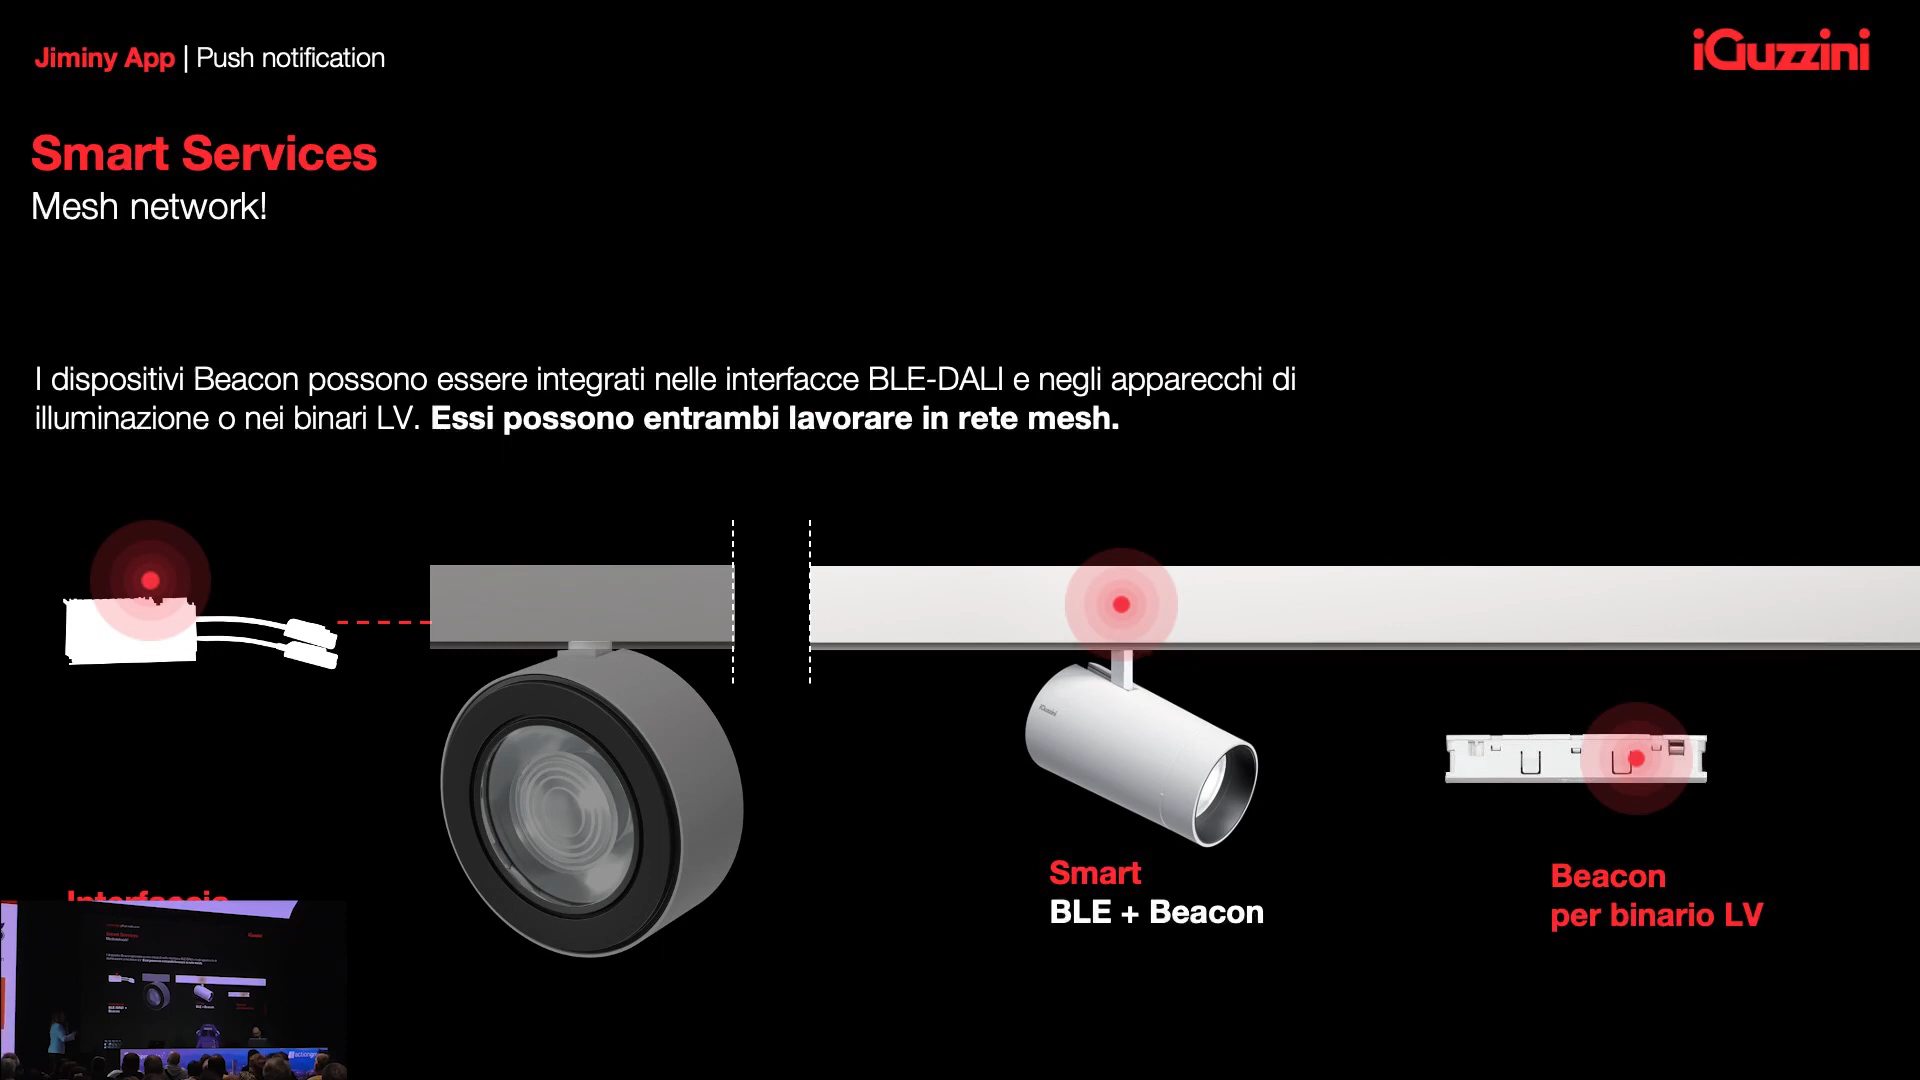 Jiminy App | Push notification
iGuzzini
Smart Services
Mesh network!
I dispositivi Beacon possono essere integrati nelle interfacce BLE-DALI e negli apparecchi di
illuminazione o nei binari LV. Essi possono entrambi lavorare in rete mesh.
iGuzzini
Smart
BLE + Beacon
Beacon
per binario LV
Interfaccia